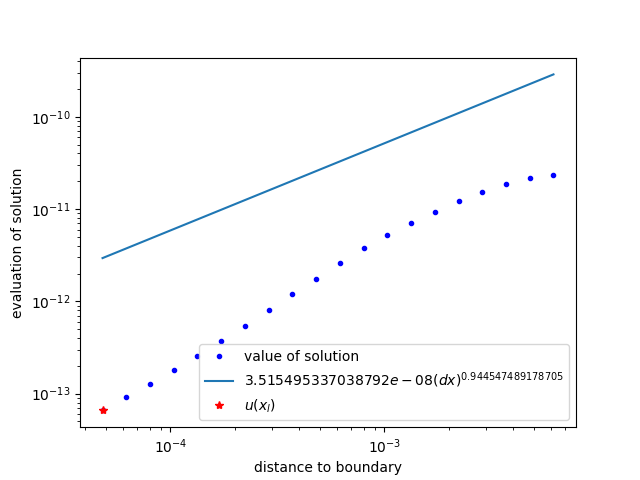 evaluation of solution
10⁻¹⁰
10⁻¹¹
10⁻¹²
10⁻¹³
value of solution
3.515495337038792e − 08(dx)^0.944547489178705
u(x_l)
10⁻⁴
10⁻³
distance to boundary